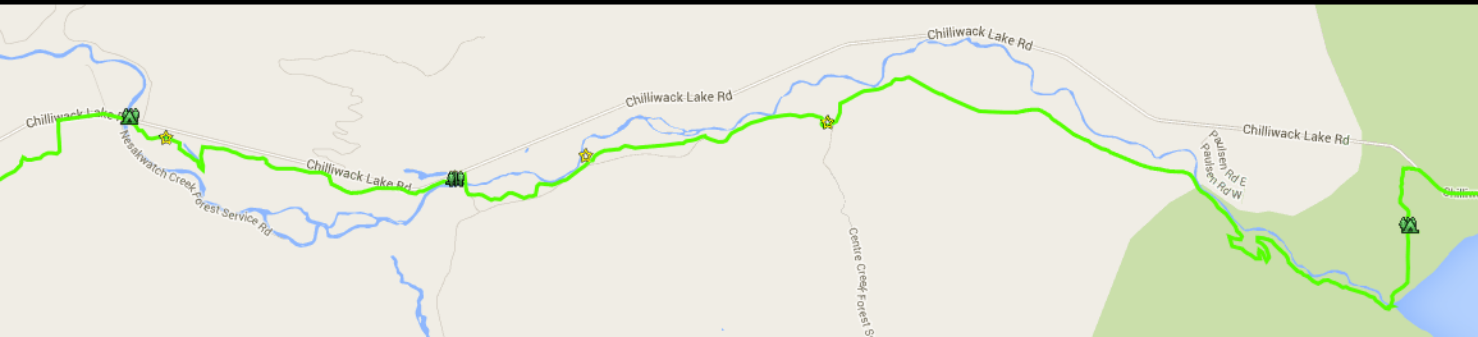 Chilliwack Lake Rd
Chilliwack Lake Rd
Chilliwack Lake
Chilliwack Lake Rd
Paulsen Rd E
Paulsen Rd W
Nesakwatch Creek Forest Service Rd
Chilliwack Lake Rd
Centre Creek Forest S